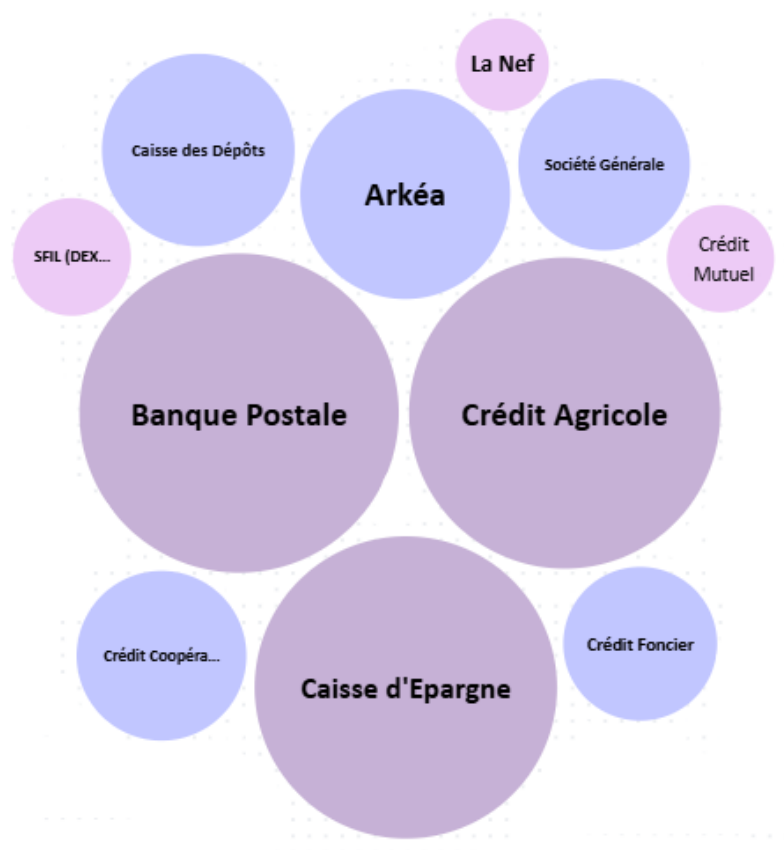 La Nef
Caisse des Dépôts
Société Générale
Arkéa
Crédit
Mutuel
SFIL (DEX...
Banque Postale
Crédit Agricole
Crédit Foncier
Crédit Coopéra...
Caisse d'Epargne